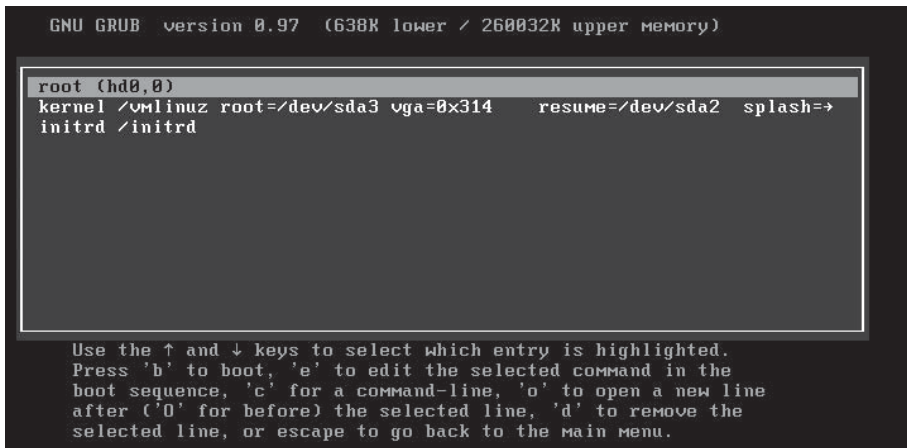 GNU GRUB  version 0.97  (638K lower / 260032K upper memory)
root (hd0,0)
kernel /vmlinuz root=/dev/sda3 vga=0x314    resume=/dev/sda2  splash=→
initrd /initrd
Use the ↑ and ↓ keys to select which entry is highlighted.
Press 'b' to boot, 'e' to edit the selected command in the
boot sequence, 'c' for a command-line, 'o' to open a new line
after ('O' for before) the selected line, 'd' to remove the
selected line, or escape to go back to the main menu.